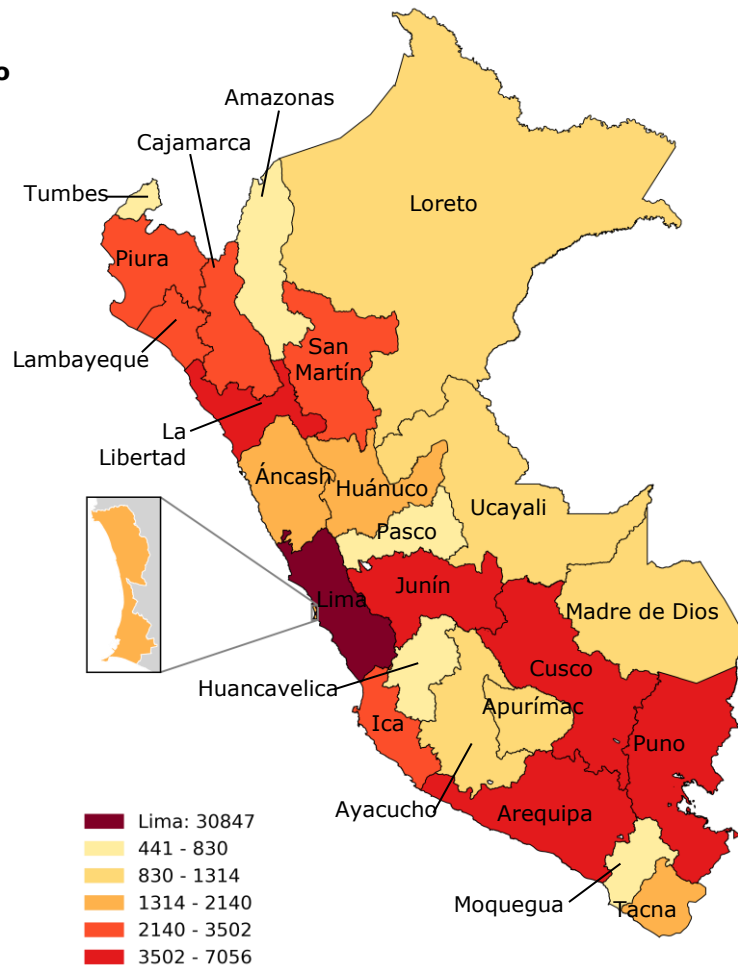 o
Amazonas
Cajamarca
Tumbes
Loreto
Piura
Lambayeque
San
Martín
La
Libertad
Áncash
Huánuco
Ucayali
Pasco
Junín
Lima
Madre de Dios
Cusco
Huancavelica
Apurímac
Ica
Puno
Ayacucho
Arequipa
Moquegua
Tacna
Lima: 30847
441 - 830
830 - 1314
1314 - 2140
2140 - 3502
3502 - 7056